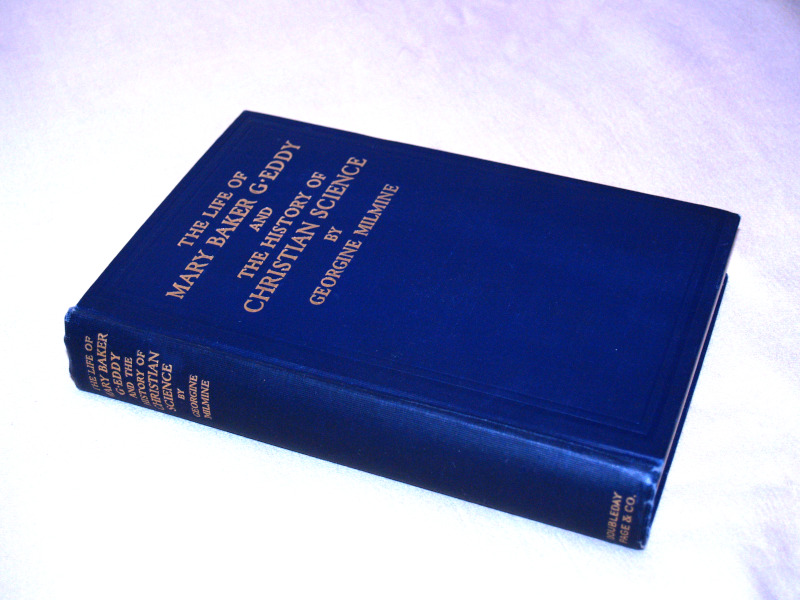 THE LIFE OF
MARY BAKER G·EDDY
AND
THE HISTORY OF
CHRISTIAN SCIENCE
BY
GEORGINE MILMINE
THE LIFE OF
MARY BAKER
G·EDDY
AND THE
HISTORY OF
CHRISTIAN
SCIENCE
BY
GEORGINE
MILMINE
DOUBLEDAY
PAGE & CO.